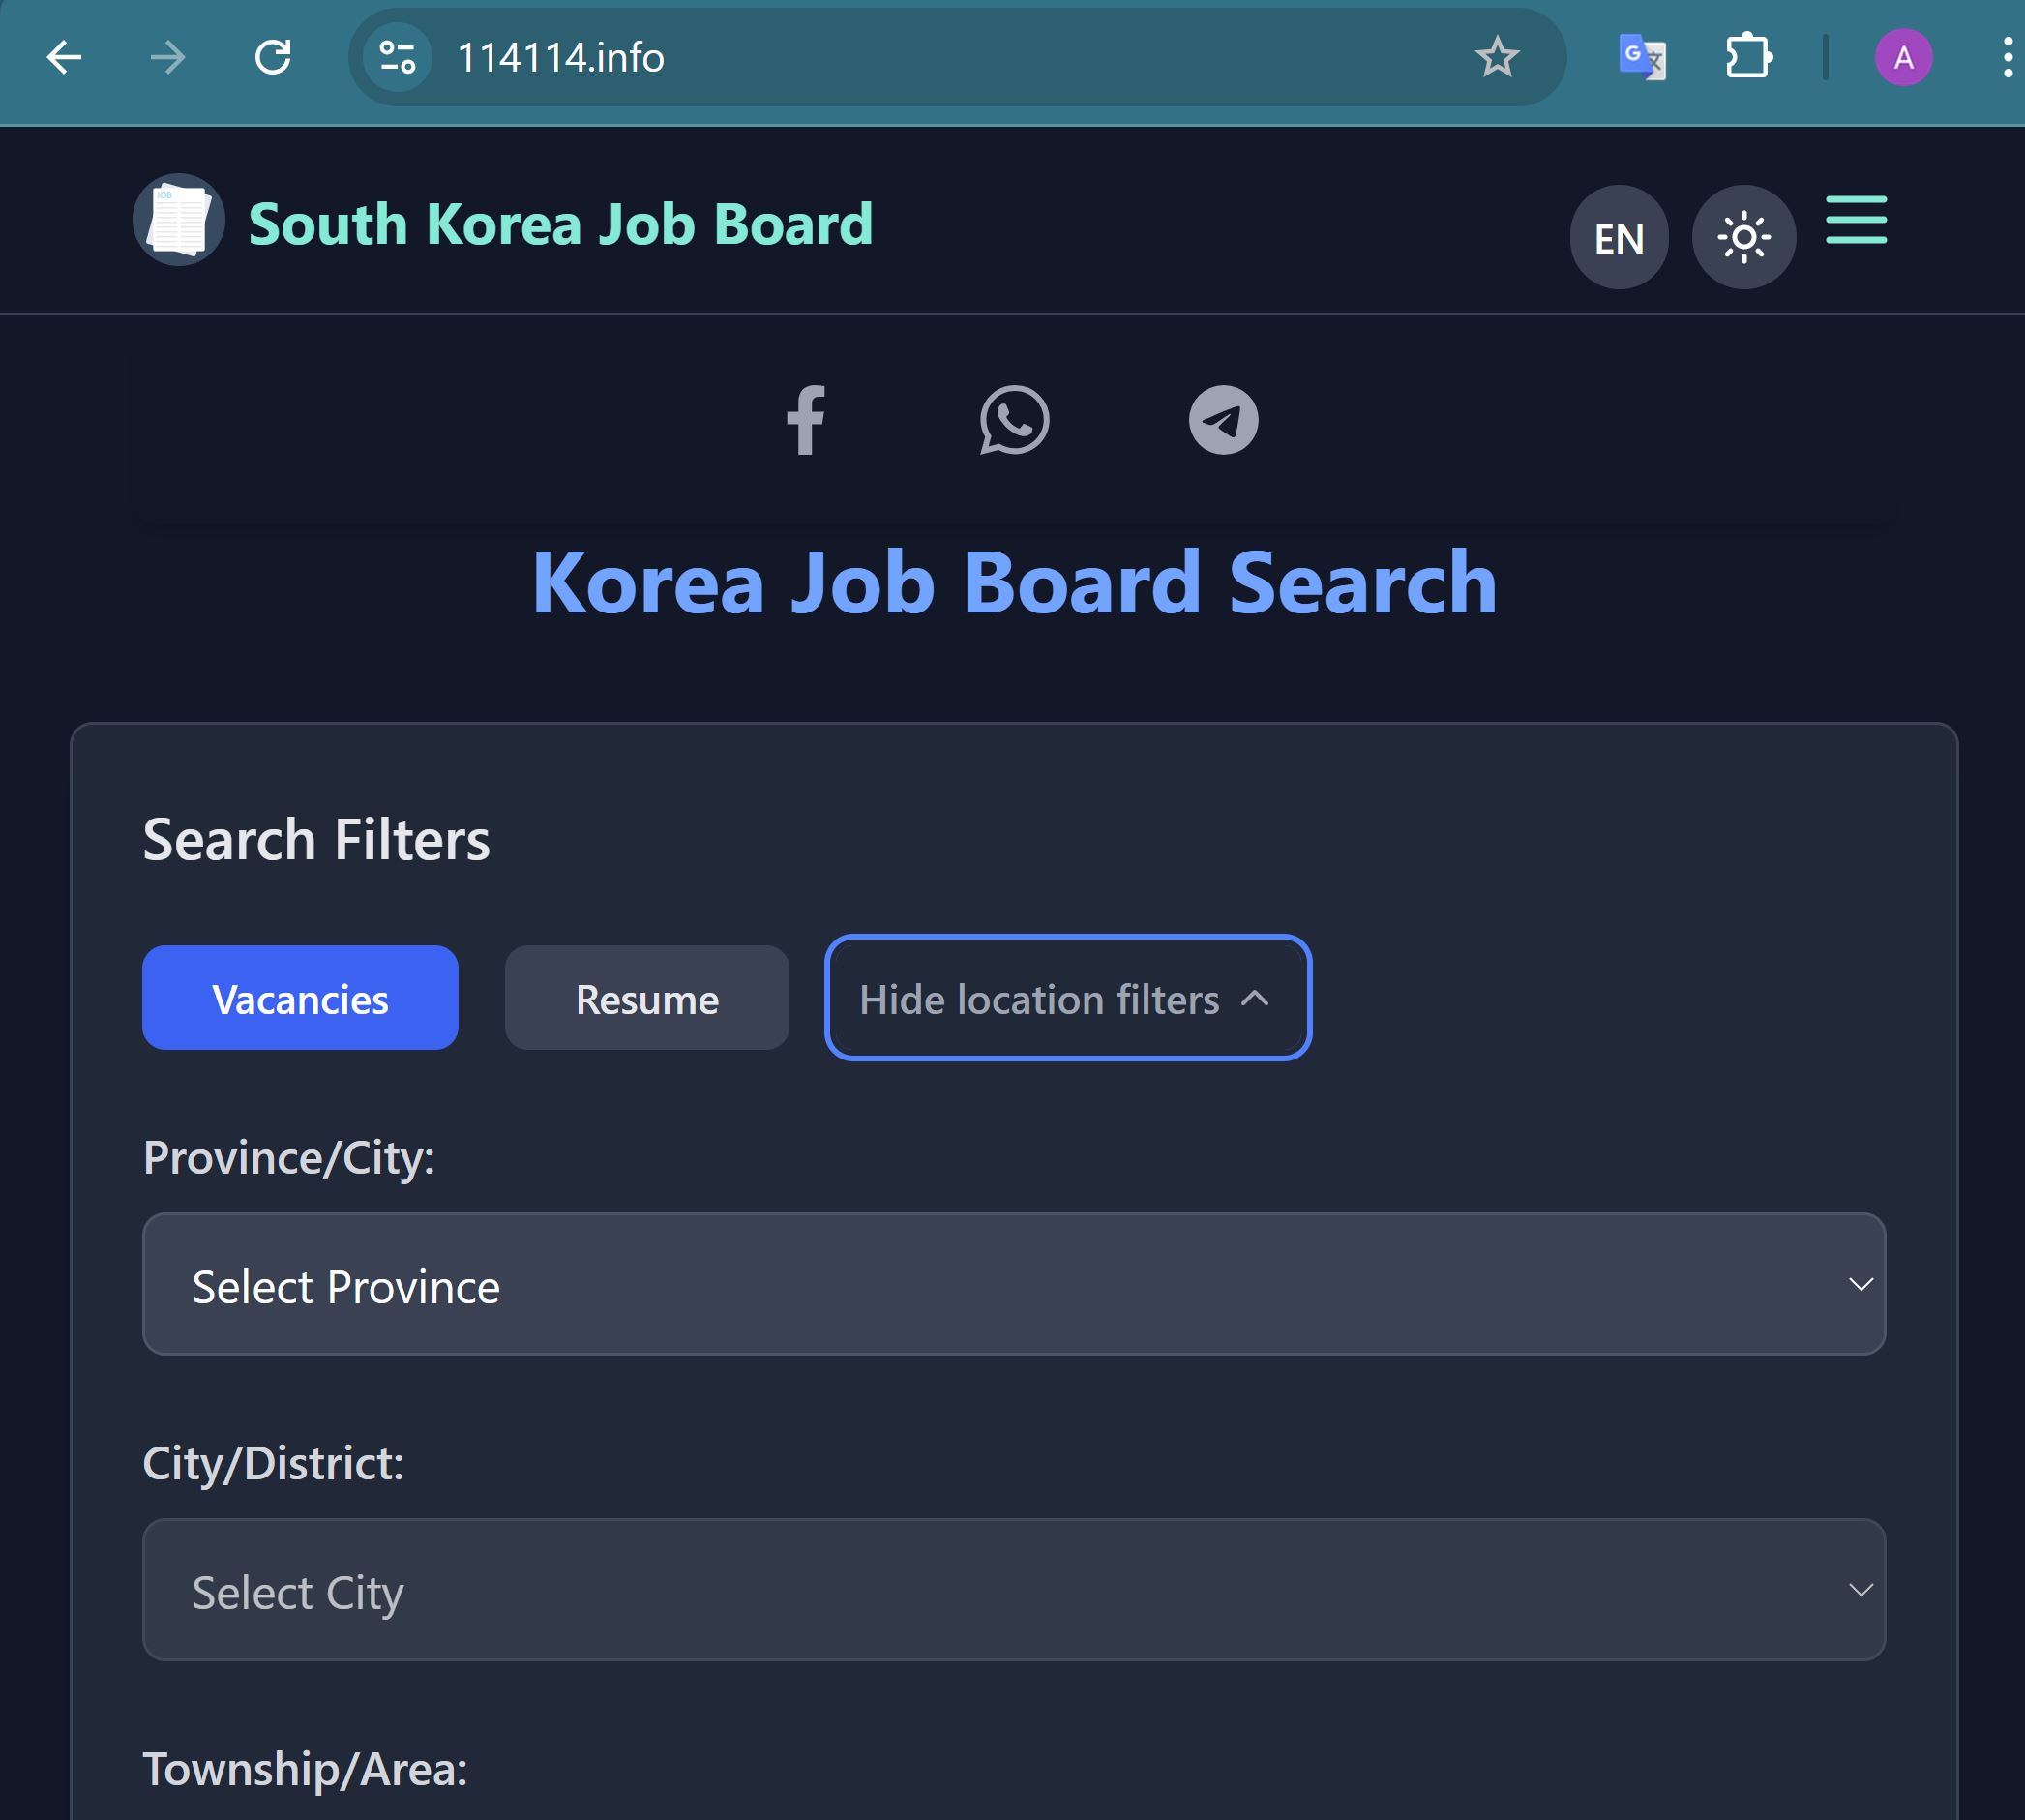 114114.info
A
JOB
South Korea Job Board
EN
Korea Job Board Search
Search Filters
Vacancies
Resume
Hide location filters
Province/City:
Select Province
City/District:
Select City
Township/Area: